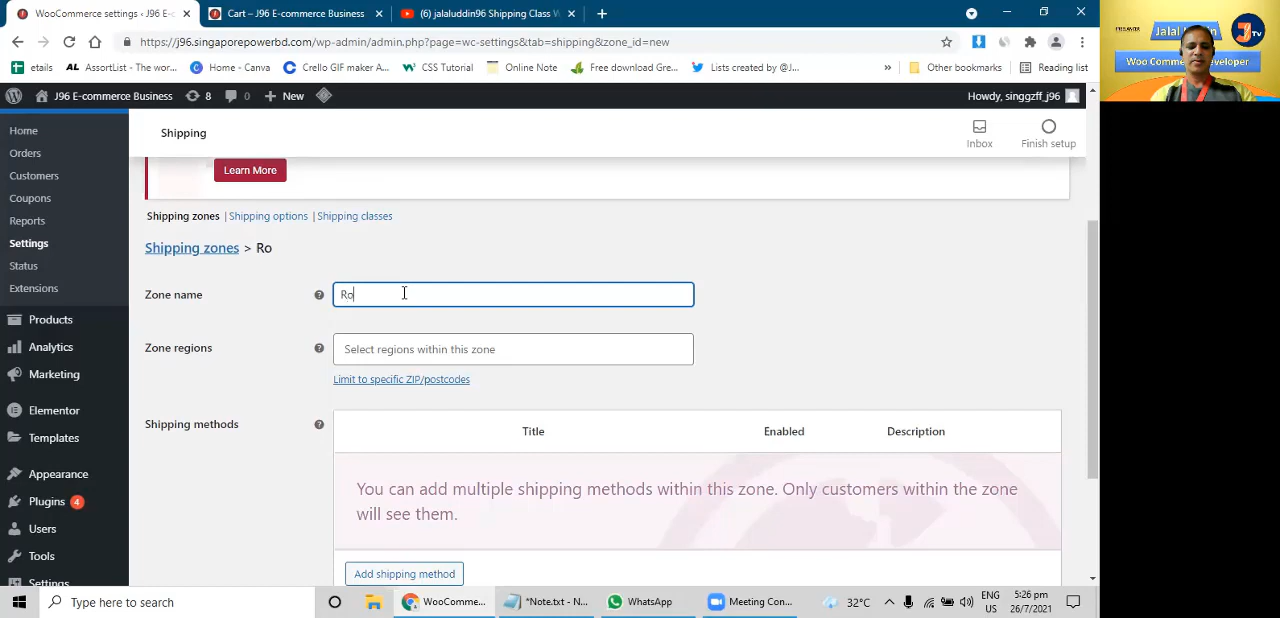 WooCommerce settings ‹ J96 E-c
Cart – J96 E-commerce Business
(6) jalaluddin96 Shipping Class W
https://j96.singaporepowerbd.com/wp-admin/admin.php?page=wc-settings&tab=shipping&zone_id=new
etails
AssortList - The wor...
Home - Canva
Crello GIF maker A...
CSS Tutorial
Online Note
Free download Gre...
Lists created by @J...
»
Other bookmarks
Reading list
J96 E-commerce Business
8
0
New
Howdy, singgzff_j96
Home
Orders
Customers
Coupons
Reports
Settings
Status
Extensions
Products
Analytics
Marketing
Elementor
Templates
Appearance
Plugins 4
Users
Tools
Settings
Shipping
Inbox
Finish setup
Learn More
Shipping zones | Shipping options | Shipping classes
Shipping zones > Ro
Zone name
Ro
Zone regions
Select regions within this zone
Limit to specific ZIP/postcodes
Shipping methods
Title Enabled Description
You can add multiple shipping methods within this zone. Only customers within the zone
will see them.
Add shipping method
Type here to search
WooComme...
*Note.txt - N...
WhatsApp
Meeting Con...
32°C
ENG
US
5:26 pm
26/7/2021
TV